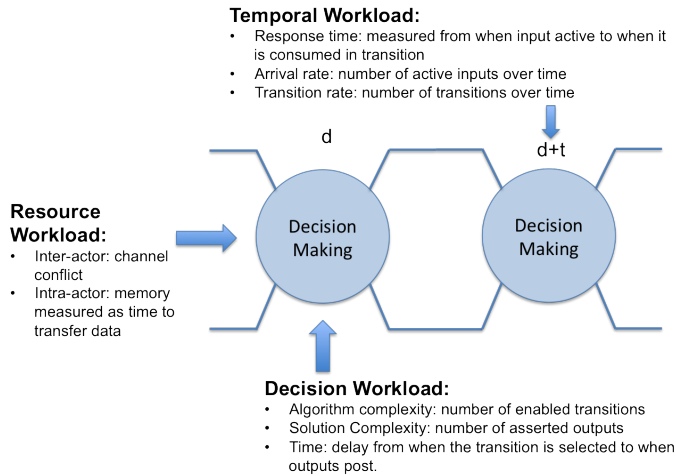 Temporal Workload:
• Response time: measured from when input active to when it
is consumed in transition
• Arrival rate: number of active inputs over time
• Transition rate: number of transitions over time
d
d+t
Resource
Workload:
• Inter-actor: channel
conflict
• Intra-actor: memory
measured as time to
transfer data
Decision
Making
Decision
Making
Decision Workload:
• Algorithm complexity: number of enabled transitions
• Solution Complexity: number of asserted outputs
• Time: delay from when the transition is selected to when
outputs post.